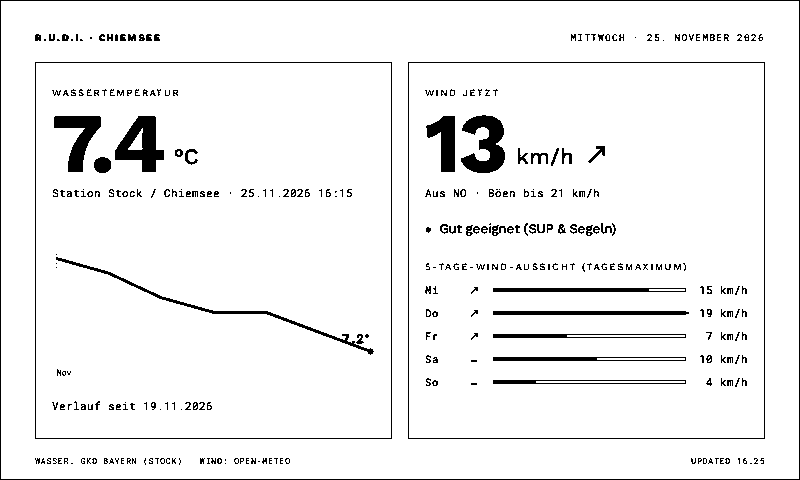 R.U.D.I. · CHIEMSEE
MITTWOCH · 25. NOVEMBER 2026
WASSERTEMPERATUR
7.4 °C
Station Stock / Chiemsee · 25.11.2026 16:15
7.2°
Nov
Verlauf seit 19.11.2026
WIND JETZT
13 km/h ↗
Aus NO · Böen bis 21 km/h
• Gut geeignet (SUP & Segeln)
5-TAGE-WIND-AUSSICHT (TAGESMAXIMUM)
Mi ↗ 15 km/h
Do ↗ 19 km/h
Fr ↗ 7 km/h
Sa – 10 km/h
So – 4 km/h
WASSER: GKD BAYERN (STOCK) WIND: OPEN-METEO
UPDATED 16:25